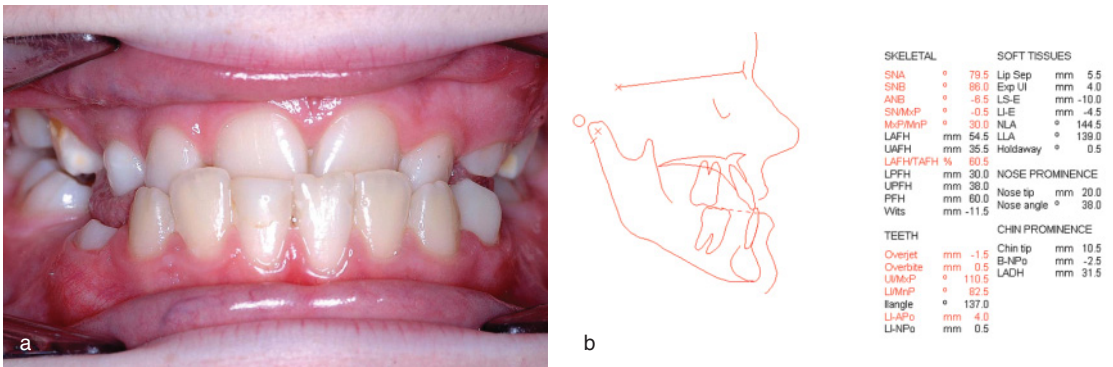 a
b
SKELETAL
SNA ° 79.5
SNB ° 86.0
ANB ° -6.5
SN/MxP ° -0.5
MxP/MnP ° 30.0
LAFH mm 54.5
UAFH mm 35.5
LAFH/TAFH % 60.5
LPFH mm 30.0
UPFH mm 38.0
PFH mm 60.0
Wits mm -11.5
TEETH
Overjet mm -1.5
Overbite mm 0.5
UI/MxP ° 110.5
LI/MnP ° 82.5
IIangle ° 137.0
LI-APo mm 4.0
LI-NPo mm 0.5
SOFT TISSUES
Lip Sep mm 5.5
Exp UI mm 4.0
LS-E mm -10.0
LI-E mm -4.5
NLA ° 144.5
LLA ° 139.0
Holdaway ° 0.5
NOSE PROMINENCE
Nose tip mm 20.0
Nose angle ° 38.0
CHIN PROMINENCE
Chin tip mm 10.5
B-NPo mm -2.5
LADH mm 31.5